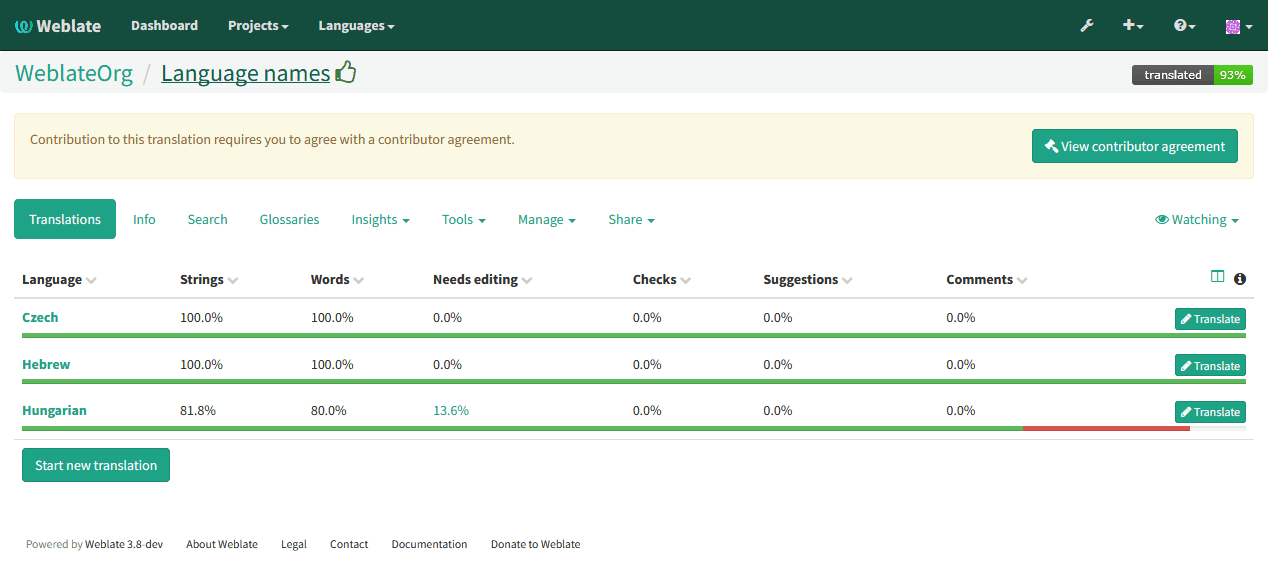 Weblate Dashboard Projects Languages
WeblateOrg / Language names translated 93%
Contribution to this translation requires you to agree with a contributor agreement. View contributor agreement
Translations Info Search Glossaries Insights Tools Manage Share Watching
Language Strings Words Needs editing Checks Suggestions Comments
Czech 100.0% 100.0% 0.0% 0.0% 0.0% 0.0% Translate
Hebrew 100.0% 100.0% 0.0% 0.0% 0.0% 0.0% Translate
Hungarian 81.8% 80.0% 13.6% 0.0% 0.0% 0.0% Translate
Start new translation
Powered by Weblate 3.8-dev About Weblate Legal Contact Documentation Donate to Weblate